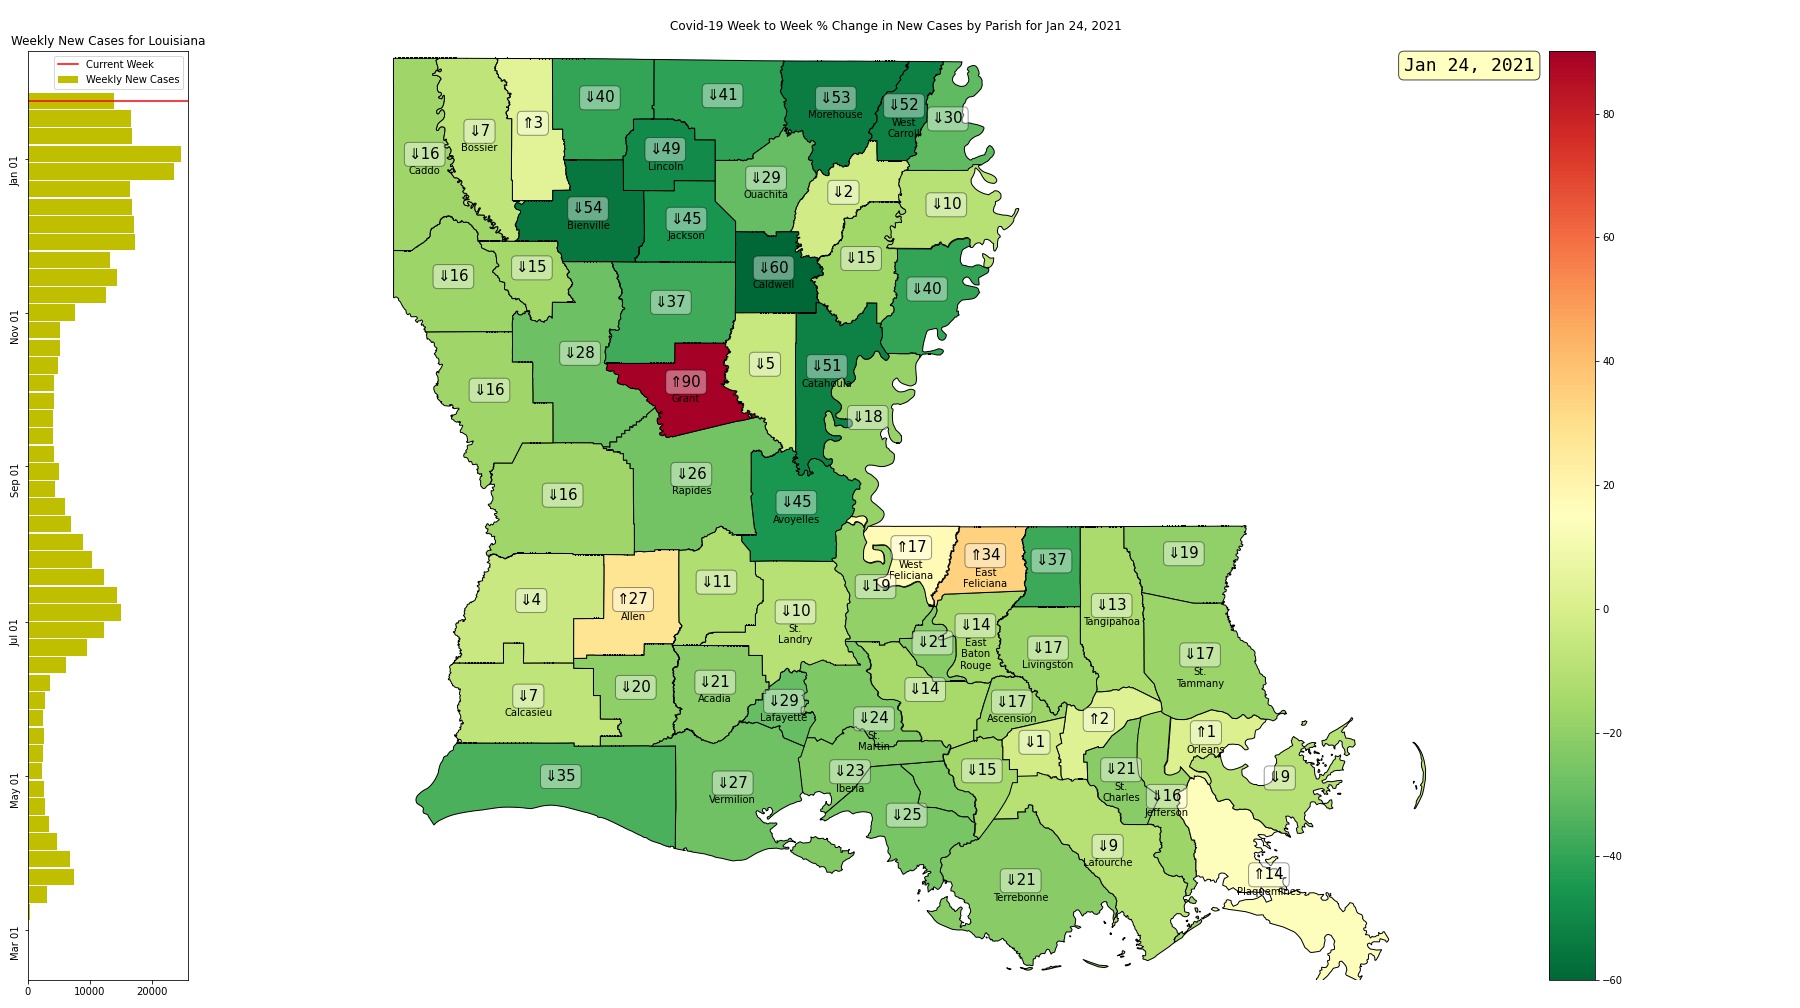 Covid-19 Week to Week % Change in New Cases by Parish for Jan 24, 2021
Weekly New Cases for Louisiana
Current Week
Weekly New Cases
Jan 01
Nov 01
Sep 01
Jul 01
May 01
Mar 01
0 10000 20000
Jan 24, 2021
⇓16
Caddo
⇓7
Bossier
⇑3
⇓40
⇓41
⇓53
Morehouse
⇓52
West
Carroll
⇓30
⇓49
Lincoln
⇓29
Ouachita
⇓2
⇓10
⇓54
Bienville
⇓45
Jackson
⇓16
⇓15
⇓60
Caldwell
⇓15
⇓40
⇓37
⇓28
⇓16
⇑90
Grant
⇓5
⇓51
Catahoula
⇓18
⇓16
⇓26
Rapides
⇓45
Avoyelles
⇓4
⇑27
Allen
⇓11
⇓10
St.
Landry
⇓19
⇑17
West
Feliciana
⇑34
East
Feliciana
⇓37
⇓13
Tangipahoa
⇓19
⇓21
⇓14
East
Baton
Rouge
⇓17
Livingston
⇓17
St.
Tammany
⇓7
Calcasieu
⇓20
⇓21
Acadia
⇓29
Lafayette
⇓24
St.
Martin
⇓14
⇓17
Ascension
⇓1
⇑2
⇑1
Orleans
⇓9
⇓35
⇓27
Vermilion
⇓23
Iberia
⇓25
⇓15
⇓21
St.
Charles
⇓16
Jefferson
⇓9
Lafourche
⇓21
Terrebonne
⇑14
Plaquemines
80
60
40
20
0
−20
−40
−60